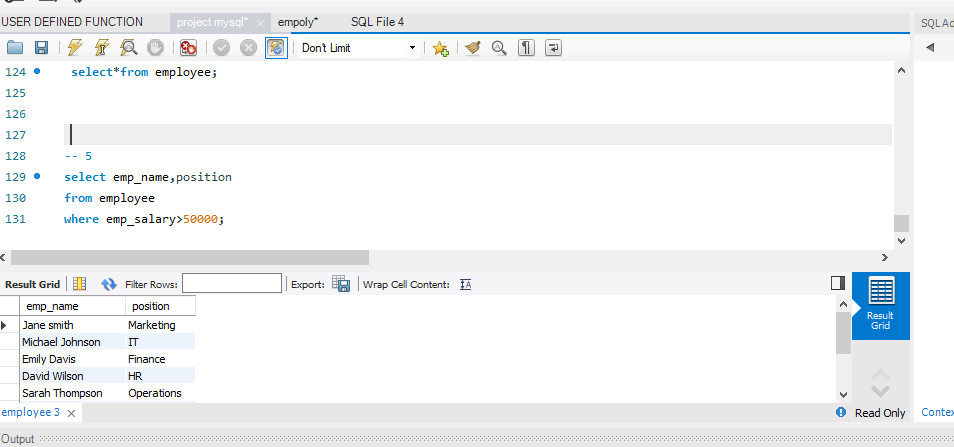 USER DEFINED FUNCTION project mysql* × empoly* SQL File 4
SQL Ad
Don't Limit
124 select*from employee;
125
126
127
128 -- 5
129 select emp_name,position
130 from employee
131 where emp_salary>50000;
Result Grid Filter Rows: Export: Wrap Cell Content: IA
emp_name position
Jane smith Marketing
Michael Johnson IT
Emily Davis Finance
David Wilson HR
Sarah Thompson Operations
Result
Grid
employee 3 × Read Only Contex
Output